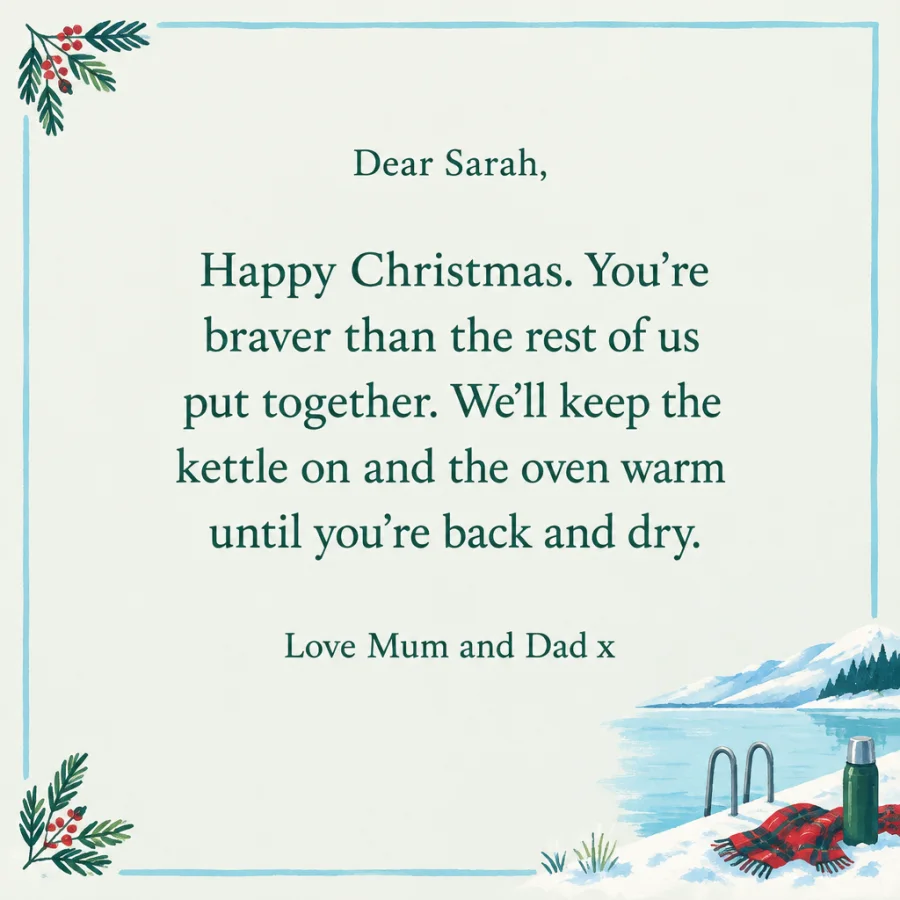 Dear Sarah,
Happy Christmas. You’re
braver than the rest of us
put together. We’ll keep the
kettle on and the oven warm
until you’re back and dry.
Love Mum and Dad x